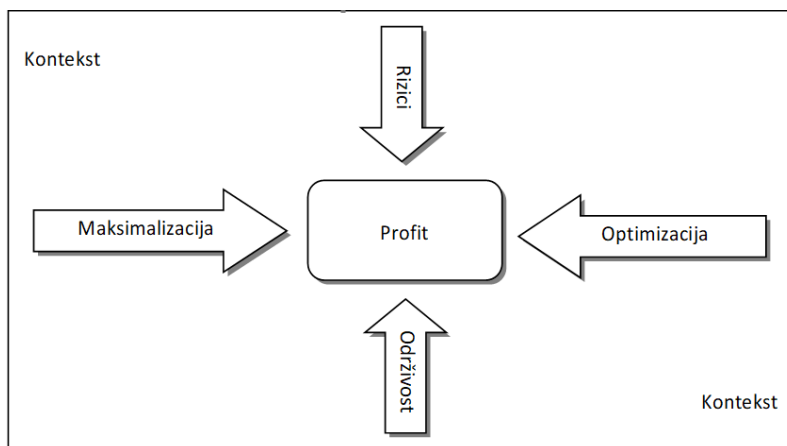 Kontekst
Rizici
Maksimalizacija
Profit
Optimizacija
Održivost
Kontekst